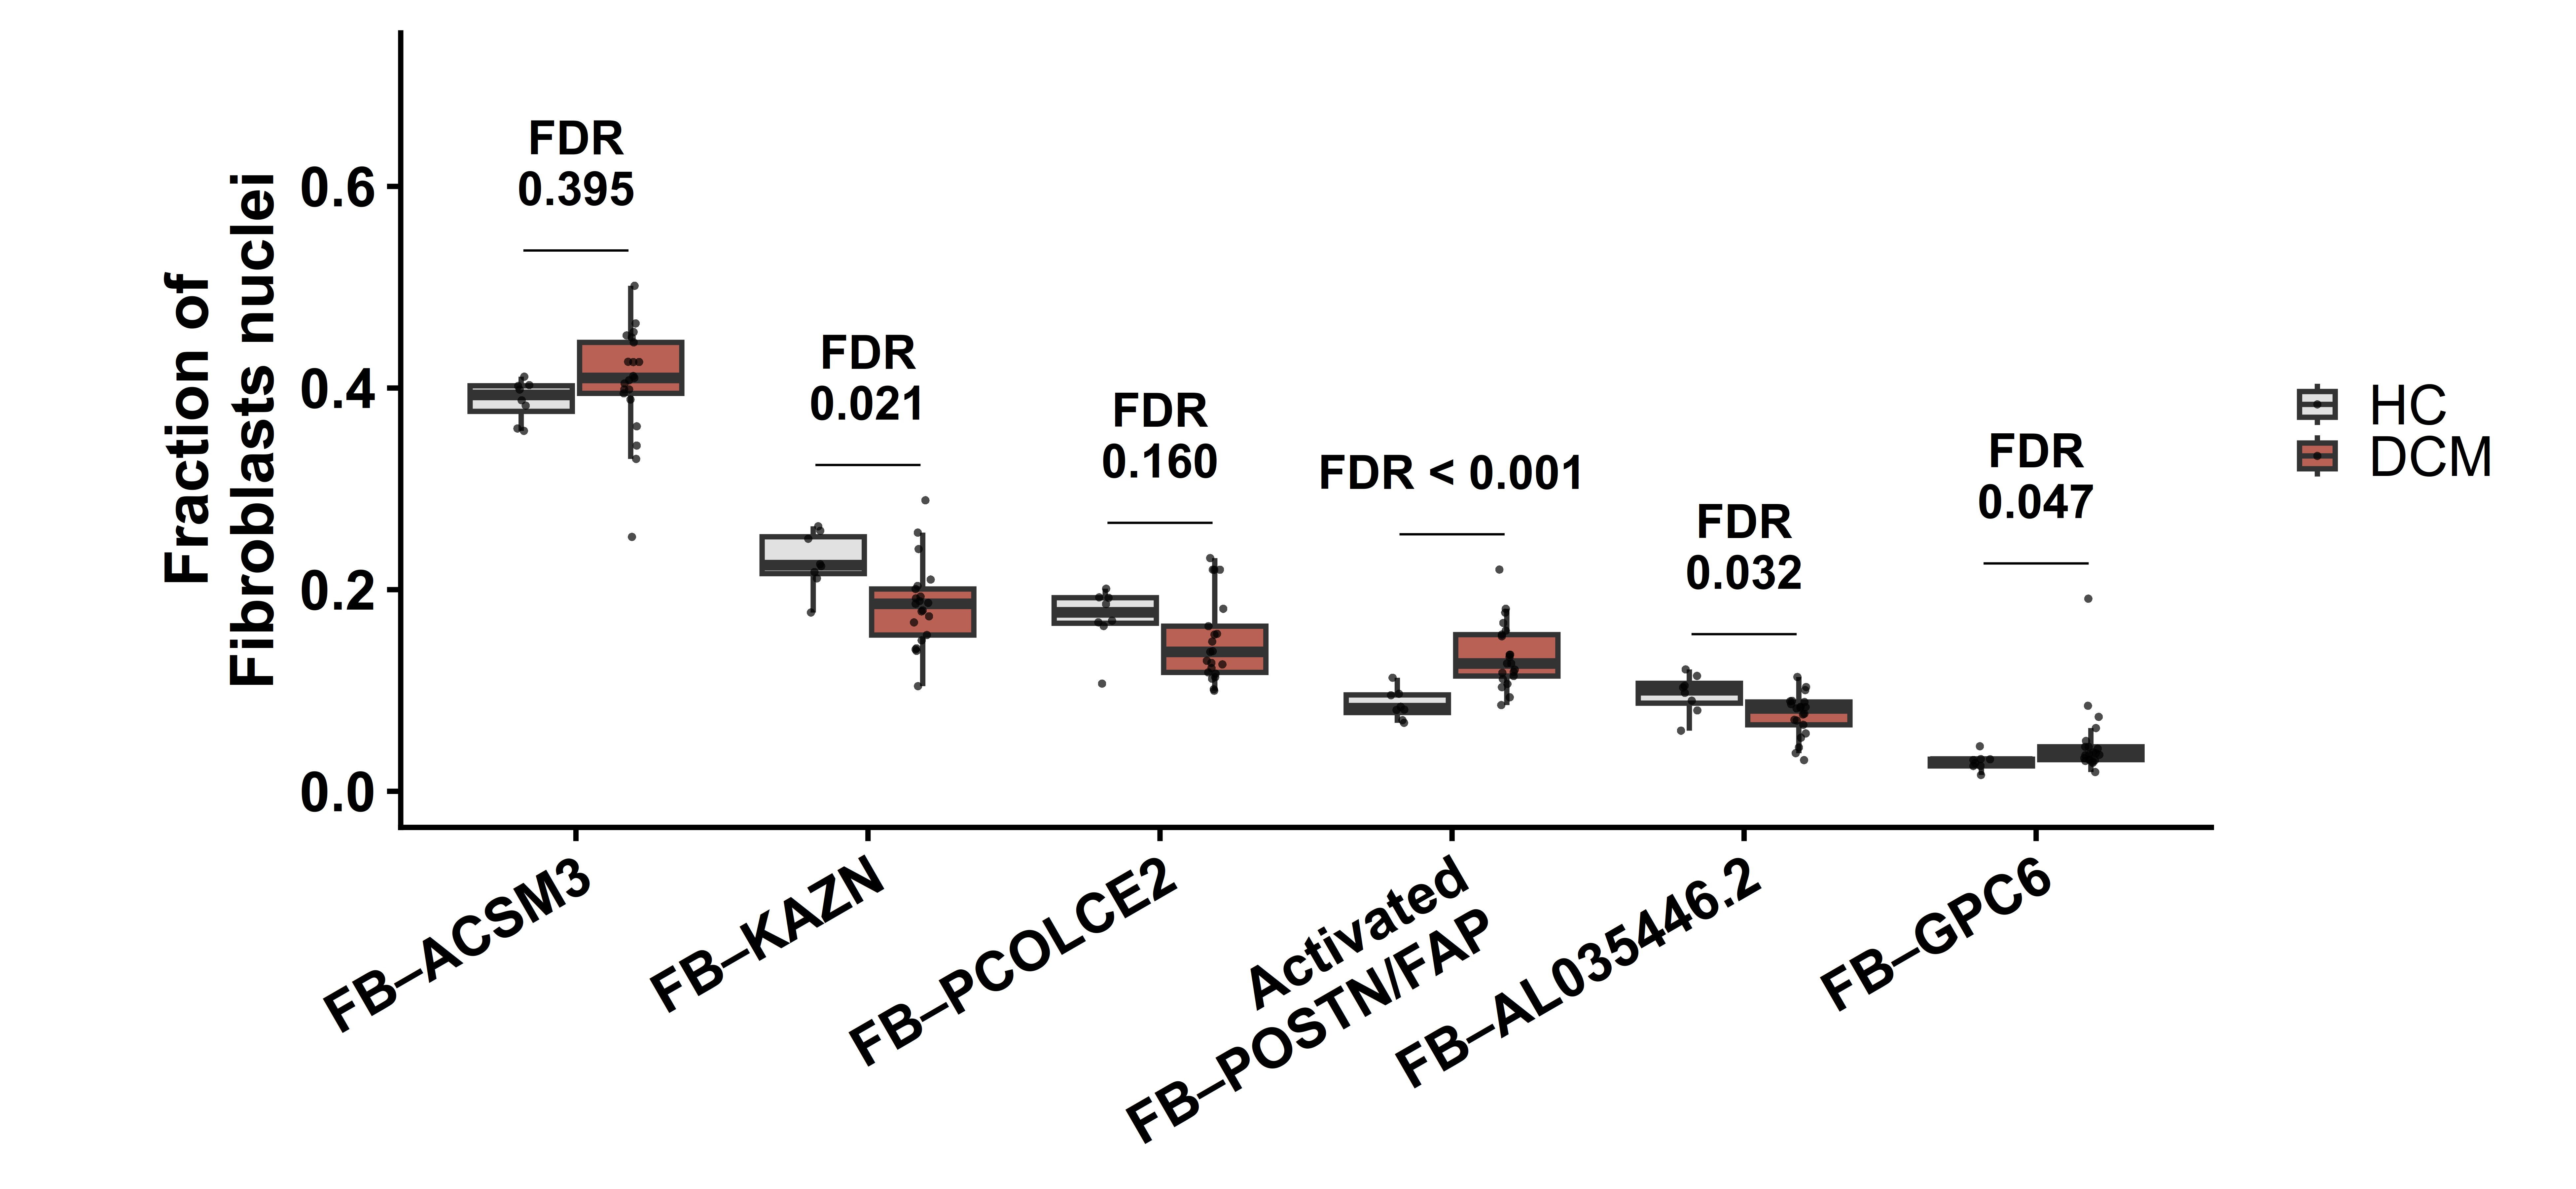 Fraction of
Fibroblasts nuclei
0.6
0.4
0.2
0.0
FDR
0.395
FDR
0.021
FDR
0.160
FDR < 0.001
FDR
0.032
FDR
0.047
FB–ACSM3
FB–KAZN
FB–PCOLCE2
Activated
FB–POSTN/FAP
FB–AL035446.2
FB–GPC6
HC
DCM